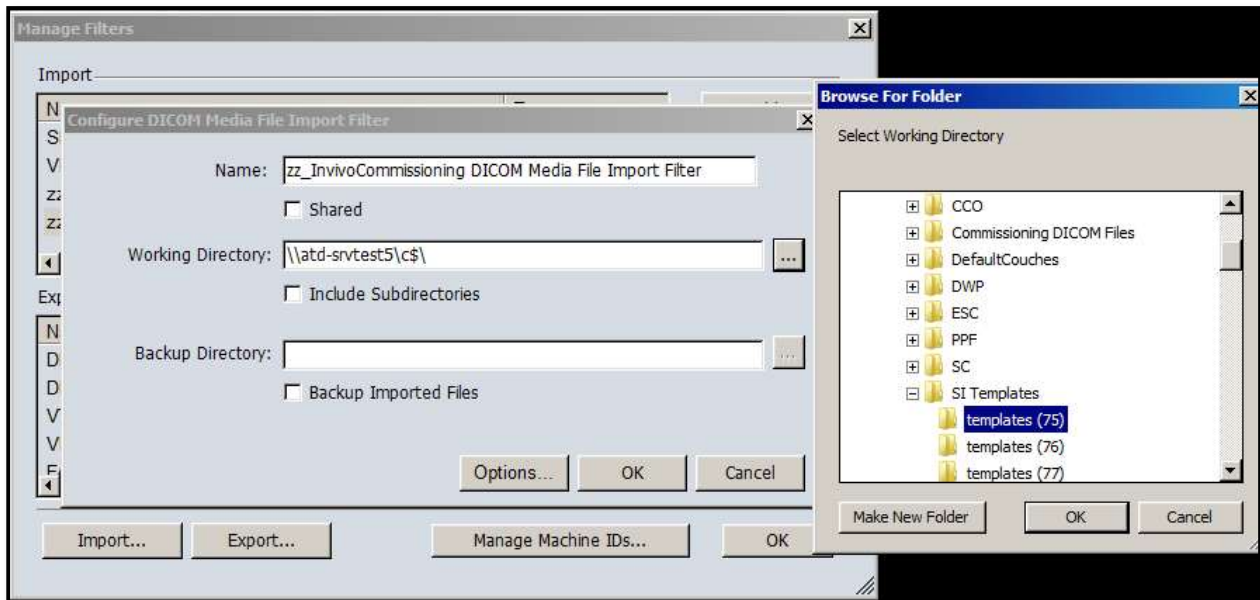 Manage Filters
Import
N
S
V
zz
zz
Configure DICOM Media File Import Filter
Name: zz_InvivoCommissioning DICOM Media File Import Filter
Shared
Working Directory: \\atd-srvtest5\c$\ ...
Include Subdirectories
Backup Directory: ...
Backup Imported Files
Options... OK Cancel
Exp
N
D
D
V
V
Import... Export... Manage Machine IDs... OK
Browse For Folder
Select Working Directory
CCO
Commissioning DICOM Files
DefaultCouches
DWP
ESC
PPF
SC
SI Templates
templates (75)
templates (76)
templates (77)
Make New Folder OK Cancel